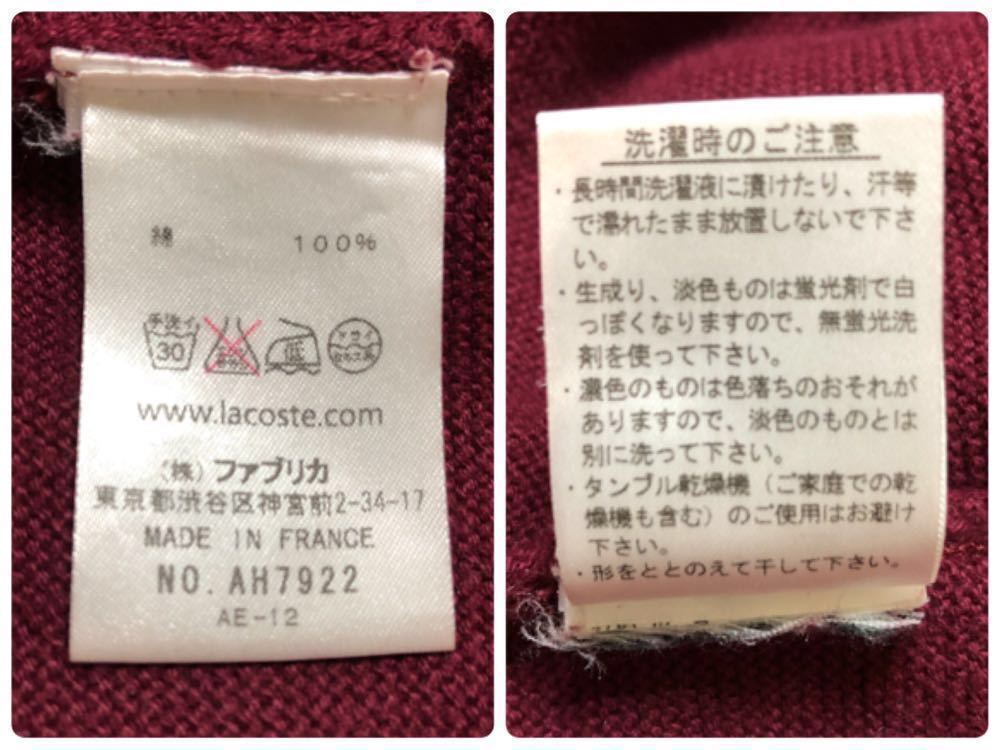 綿 100%
手洗イ
30
低
ドライ
www.lacoste.com
(株)ファブリカ
東京都渋谷区神宮前2-34-17
MADE IN FRANCE
NO. AH7922
AE-12
洗濯時のご注意
・長時間洗濯液に漬けたり、汗等
で濡れたまま放置しないで下さ
い。
・生成り、淡色ものは蛍光剤で白
っぽくなりますので、無蛍光洗
剤を使って下さい。
・濃色のものは色落ちのおそれが
ありますので、淡色のものとは
別に洗って下さい。
・タンブル乾燥機（ご家庭での乾
燥機も含む）のご使用はお避け
下さい。
・形をととのえて干して下さい。